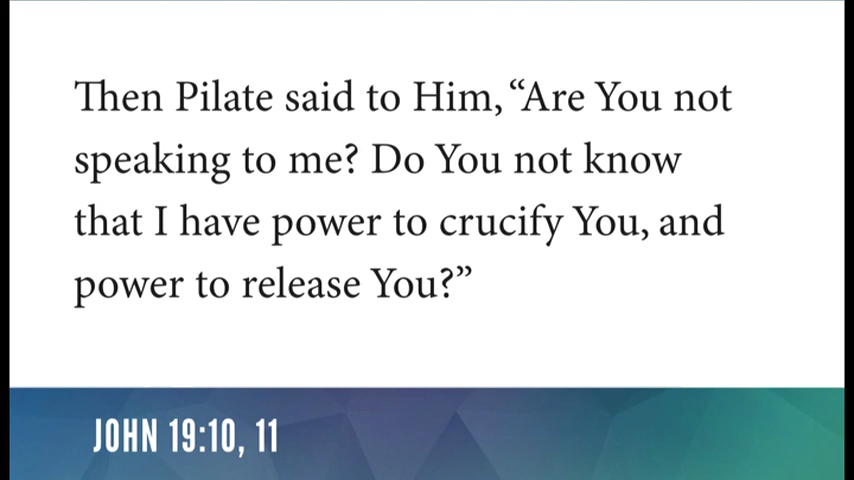 Then Pilate said to Him, “Are You not
speaking to me? Do You not know
that I have power to crucify You, and
power to release You?”
JOHN 19:10, 11